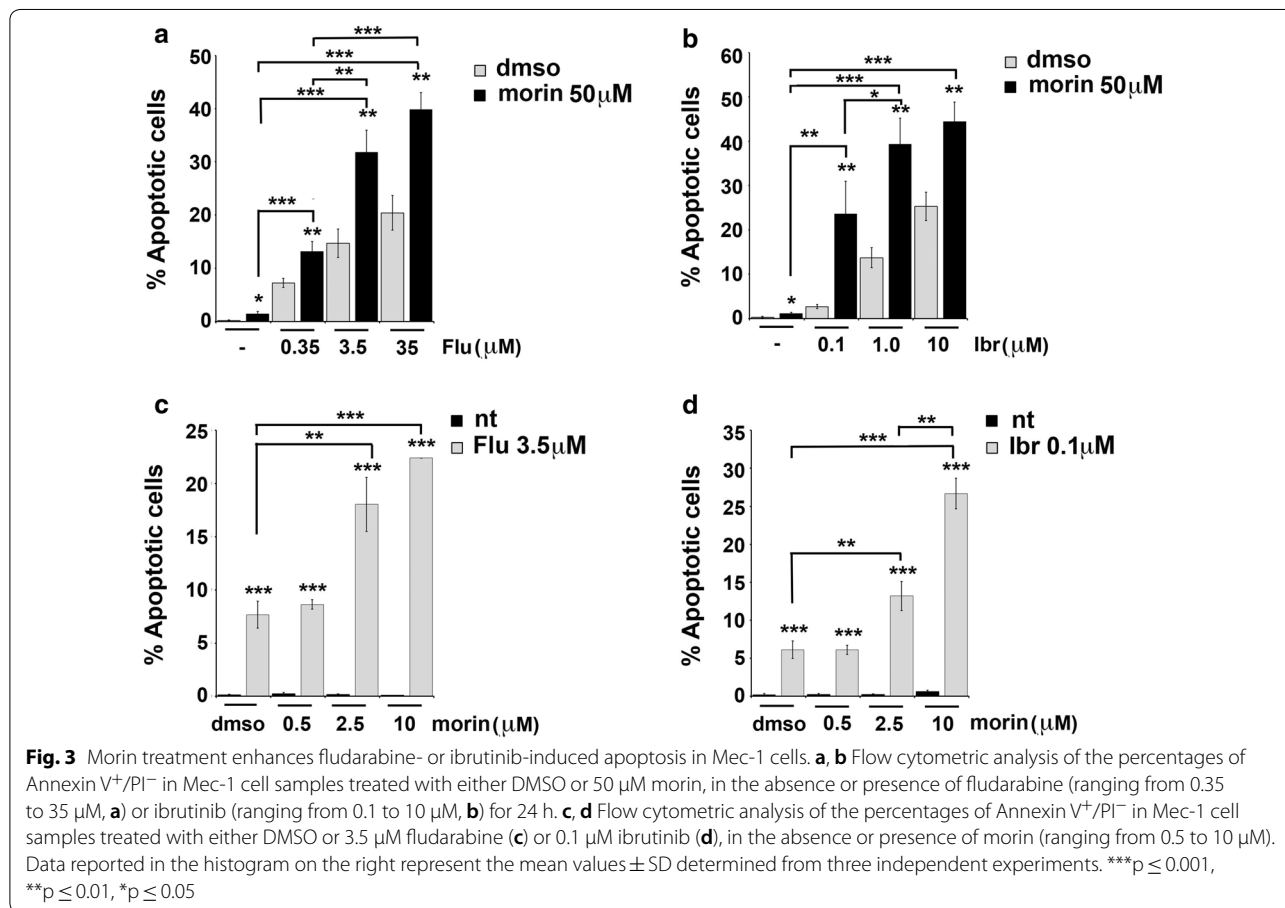 a
% Apoptotic cells
50
40
30
20
10
0
dmso
morin 50μM
***
***
**
***
***
*
**
**
**
- 0.35 3.5 35 Flu(μM)
b
% Apoptotic cells
60
50
40
30
20
10
0
dmso
morin 50μM
***
***
*
**
*
**
**
**
- 0.1 1.0 10 Ibr(μM)
c
% Apoptotic cells
25
20
15
10
5
0
nt
Flu 3.5μM
***
**
***
***
***
***
dmso 0.5 2.5 10 morin(μM)
d
% Apoptotic cells
35
30
25
20
15
10
5
0
nt
Ibr 0.1μM
**
***
**
***
***
***
***
dmso 0.5 2.5 10 morin(μM)
Fig. 3 Morin treatment enhances fludarabine- or ibrutinib-induced apoptosis in Mec-1 cells. a, b Flow cytometric analysis of the percentages of
Annexin V⁺/PI⁻ in Mec-1 cell samples treated with either DMSO or 50 μM morin, in the absence or presence of fludarabine (ranging from 0.35
to 35 μM, a) or ibrutinib (ranging from 0.1 to 10 μM, b) for 24 h. c, d Flow cytometric analysis of the percentages of Annexin V⁺/PI⁻ in Mec-1 cell
samples treated with either DMSO or 3.5 μM fludarabine (c) or 0.1 μM ibrutinib (d), in the absence or presence of morin (ranging from 0.5 to 10 μM).
Data reported in the histogram on the right represent the mean values ± SD determined from three independent experiments. ***p ≤ 0.001,
**p ≤ 0.01, *p ≤ 0.05